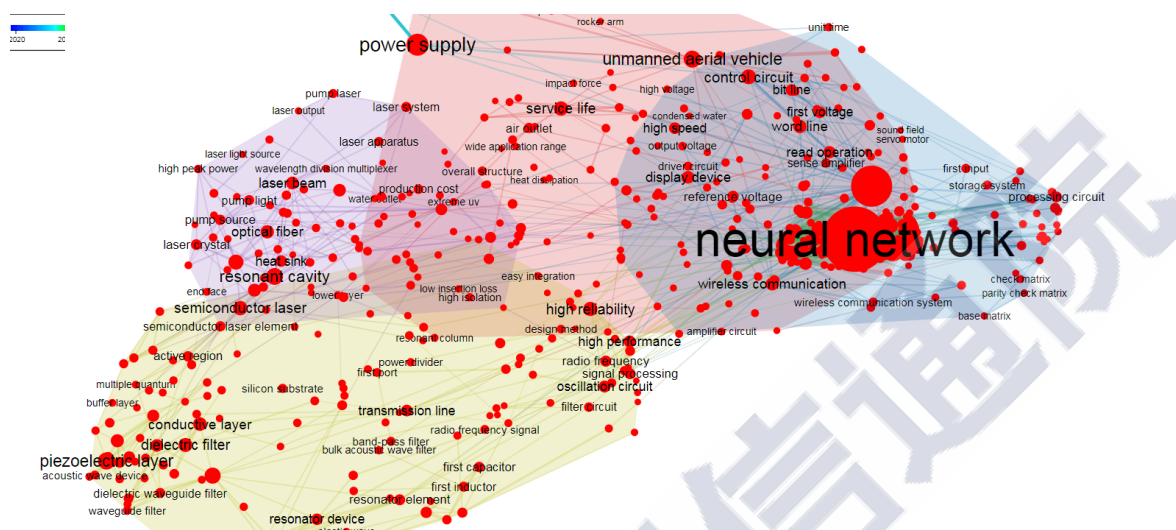 rocker arm
unit time
power supply
unmanned aerial vehicle
control circuit
impact force
high voltage
bit line
pump laser
laser output
laser system
service life
first voltage
condensed water
air outlet
high speed
word line
sound field
servo motor
laser apparatus
wide application range
output voltage
laser light source
read operation
sense amplifier
high peak power
wavelength division multiplexer
overall structure
driver circuit
first input
heat dissipation
display device
laser beam
storage system
production cost
pump light
water outlet
extreme uv
reference voltage
processing circuit
pump source
optical fiber
laser crystal
neural network
heat sink
resonant cavity
easy integration
check matrix
end face
lower layer
low insertion loss
high isolation
wireless communication
parity check matrix
semiconductor laser
high reliability
wireless communication system
base matrix
semiconductor laser element
design method
amplifier circuit
resonant column
high performance
active region
power divider
radio frequency
first port
signal processing
multiple quantum
silicon substrate
oscillation circuit
buffer layer
transmission line
filter circuit
conductive layer
radio frequency signal
dielectric filter
band-pass filter
bulk acoustic wave filter
piezoelectric layer
first capacitor
acoustic wave device
first inductor
dielectric waveguide filter
resonator element
waveguide filter
resonator device
2020
信通院